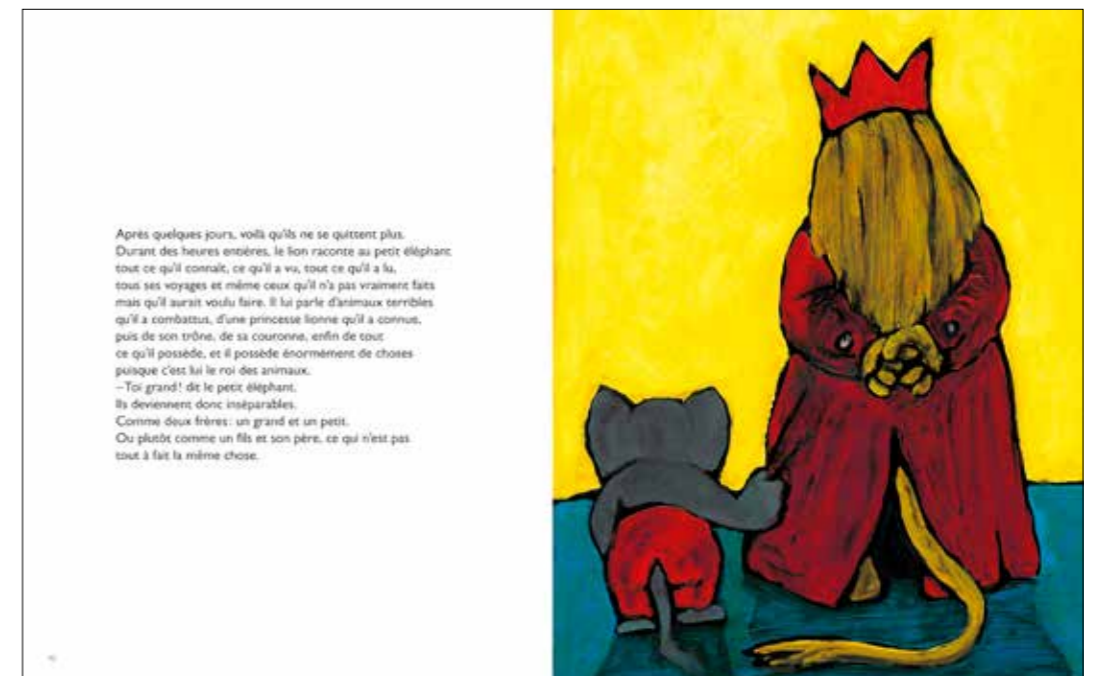 Après quelques jours, voilà qu'ils ne se quittent plus.
Durant des heures entières, le lion raconte au petit éléphant
tout ce qu'il connaît, ce qu'il a vu, tout ce qu'il a lu,
tous ses voyages et même ceux qu'il n'a pas vraiment faits
mais qu'il aurait voulu faire. Il lui parle d'animaux terribles
qu'il a combattus, d'une princesse lionne qu'il a connue,
puis de son trône, de sa couronne, enfin de tout
ce qu'il possède, et il possède énormément de choses
puisque c'est lui le roi des animaux.
– Toi grand ! dit le petit éléphant.
Ils deviennent donc inséparables.
Comme deux frères : un grand et un petit.
Ou plutôt comme un fils et son père, ce qui n'est pas
tout à fait la même chose.